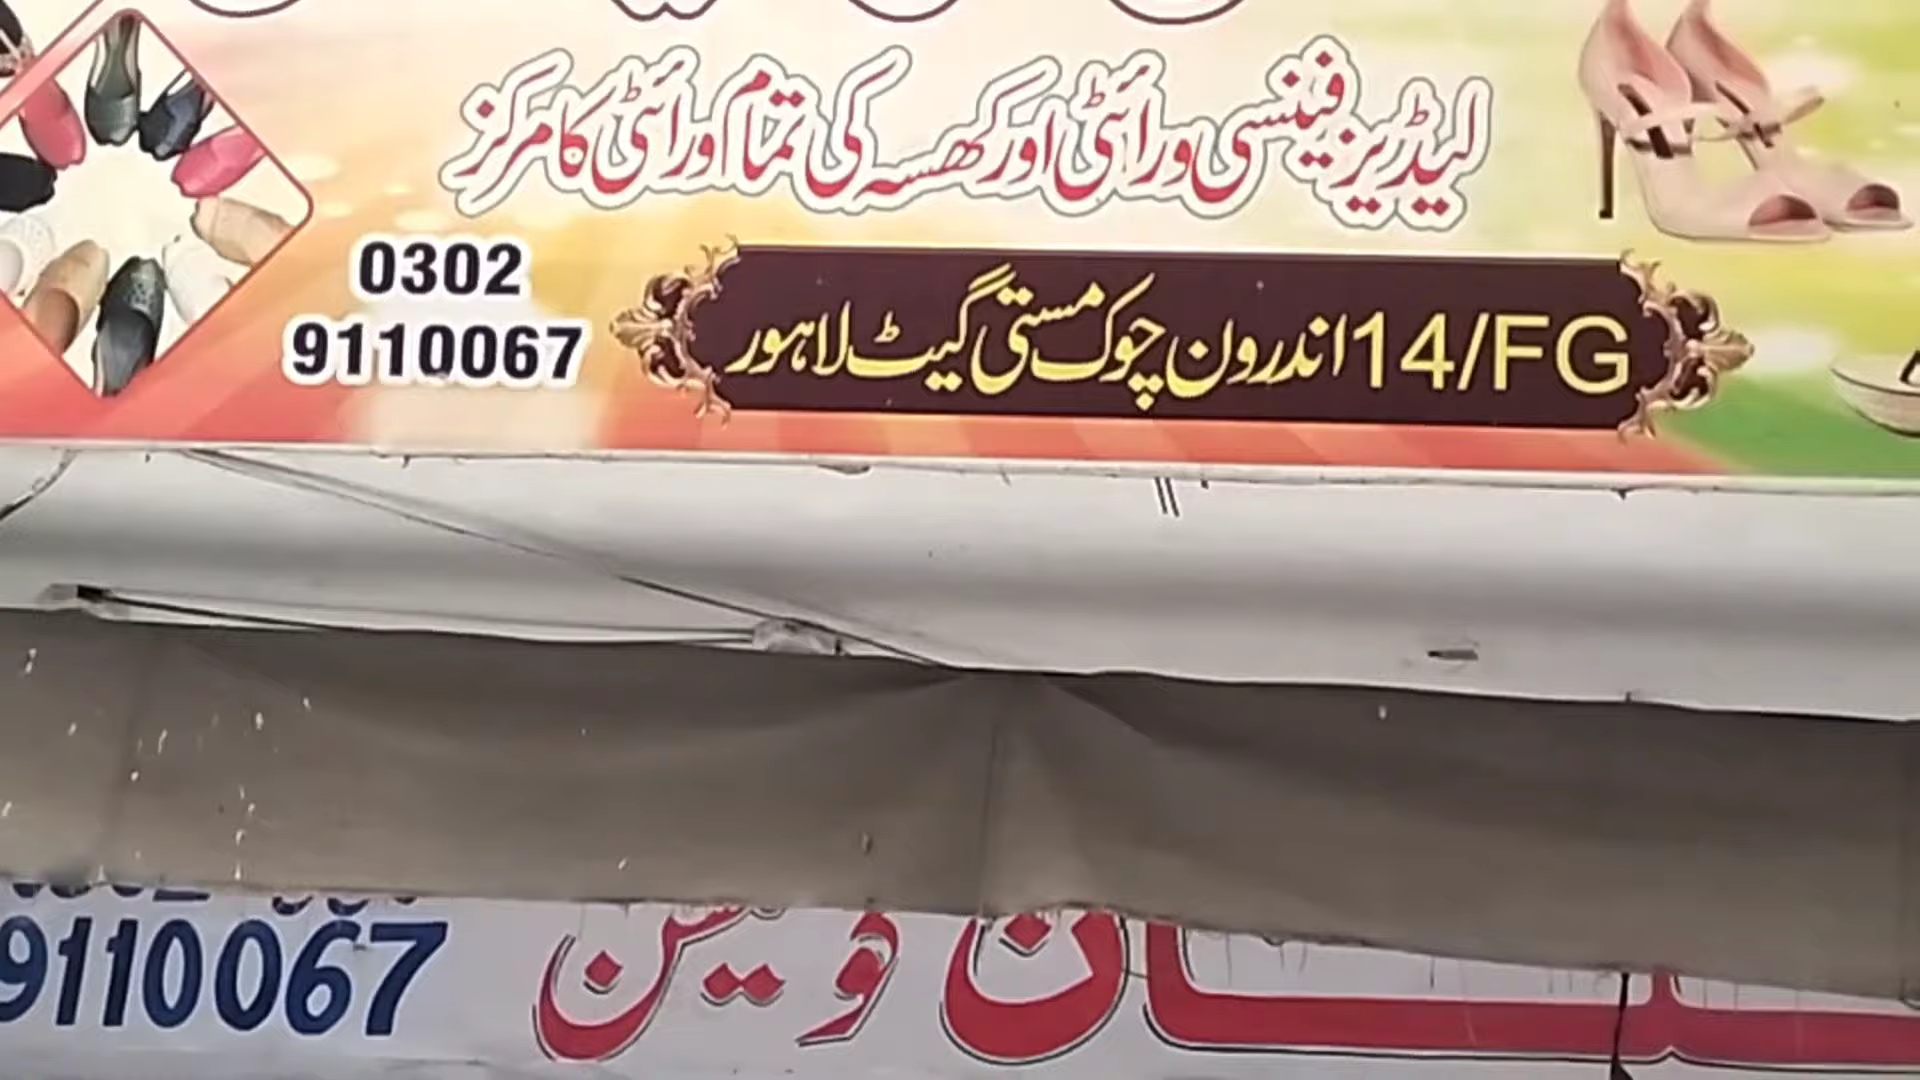 لیڈیز فینسی ورائٹی اور کھسہ کی تمام ورائٹی کا مرکز
0302
9110067
14/FG اندرون چوک مستی گیٹ لاہور
9110067